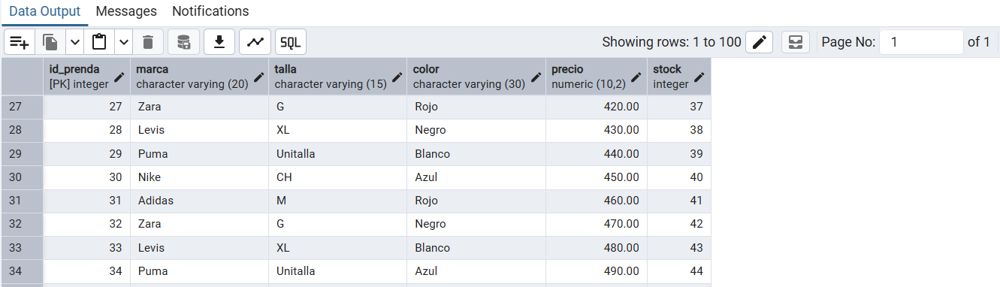 Data Output Messages Notifications
SQL Showing rows: 1 to 100 Page No: 1 of 1
id_prenda marca talla color precio stock
[PK] integer character varying (20) character varying (15) character varying (30) numeric (10,2) integer
27 27 Zara G Rojo 420.00 37
28 28 Levis XL Negro 430.00 38
29 29 Puma Unitalla Blanco 440.00 39
30 30 Nike CH Azul 450.00 40
31 31 Adidas M Rojo 460.00 41
32 32 Zara G Negro 470.00 42
33 33 Levis XL Blanco 480.00 43
34 34 Puma Unitalla Azul 490.00 44